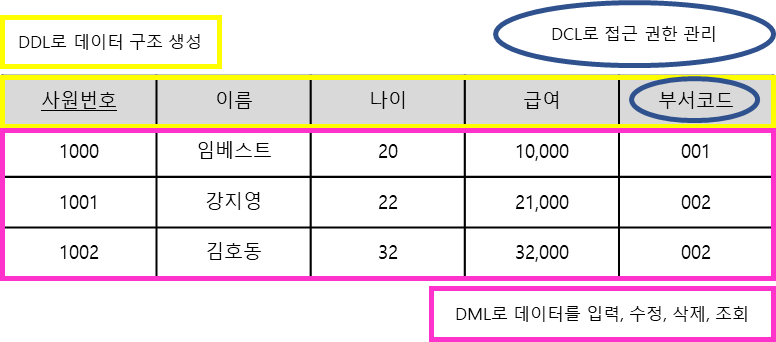 DDL로 데이터 구조 생성
DCL로 접근 권한 관리
사원번호 이름 나이 급여 부서코드
1000 임베스트 20 10,000 001
1001 강지영 22 21,000 002
1002 김호동 32 32,000 002
DML로 데이터를 입력, 수정, 삭제, 조회